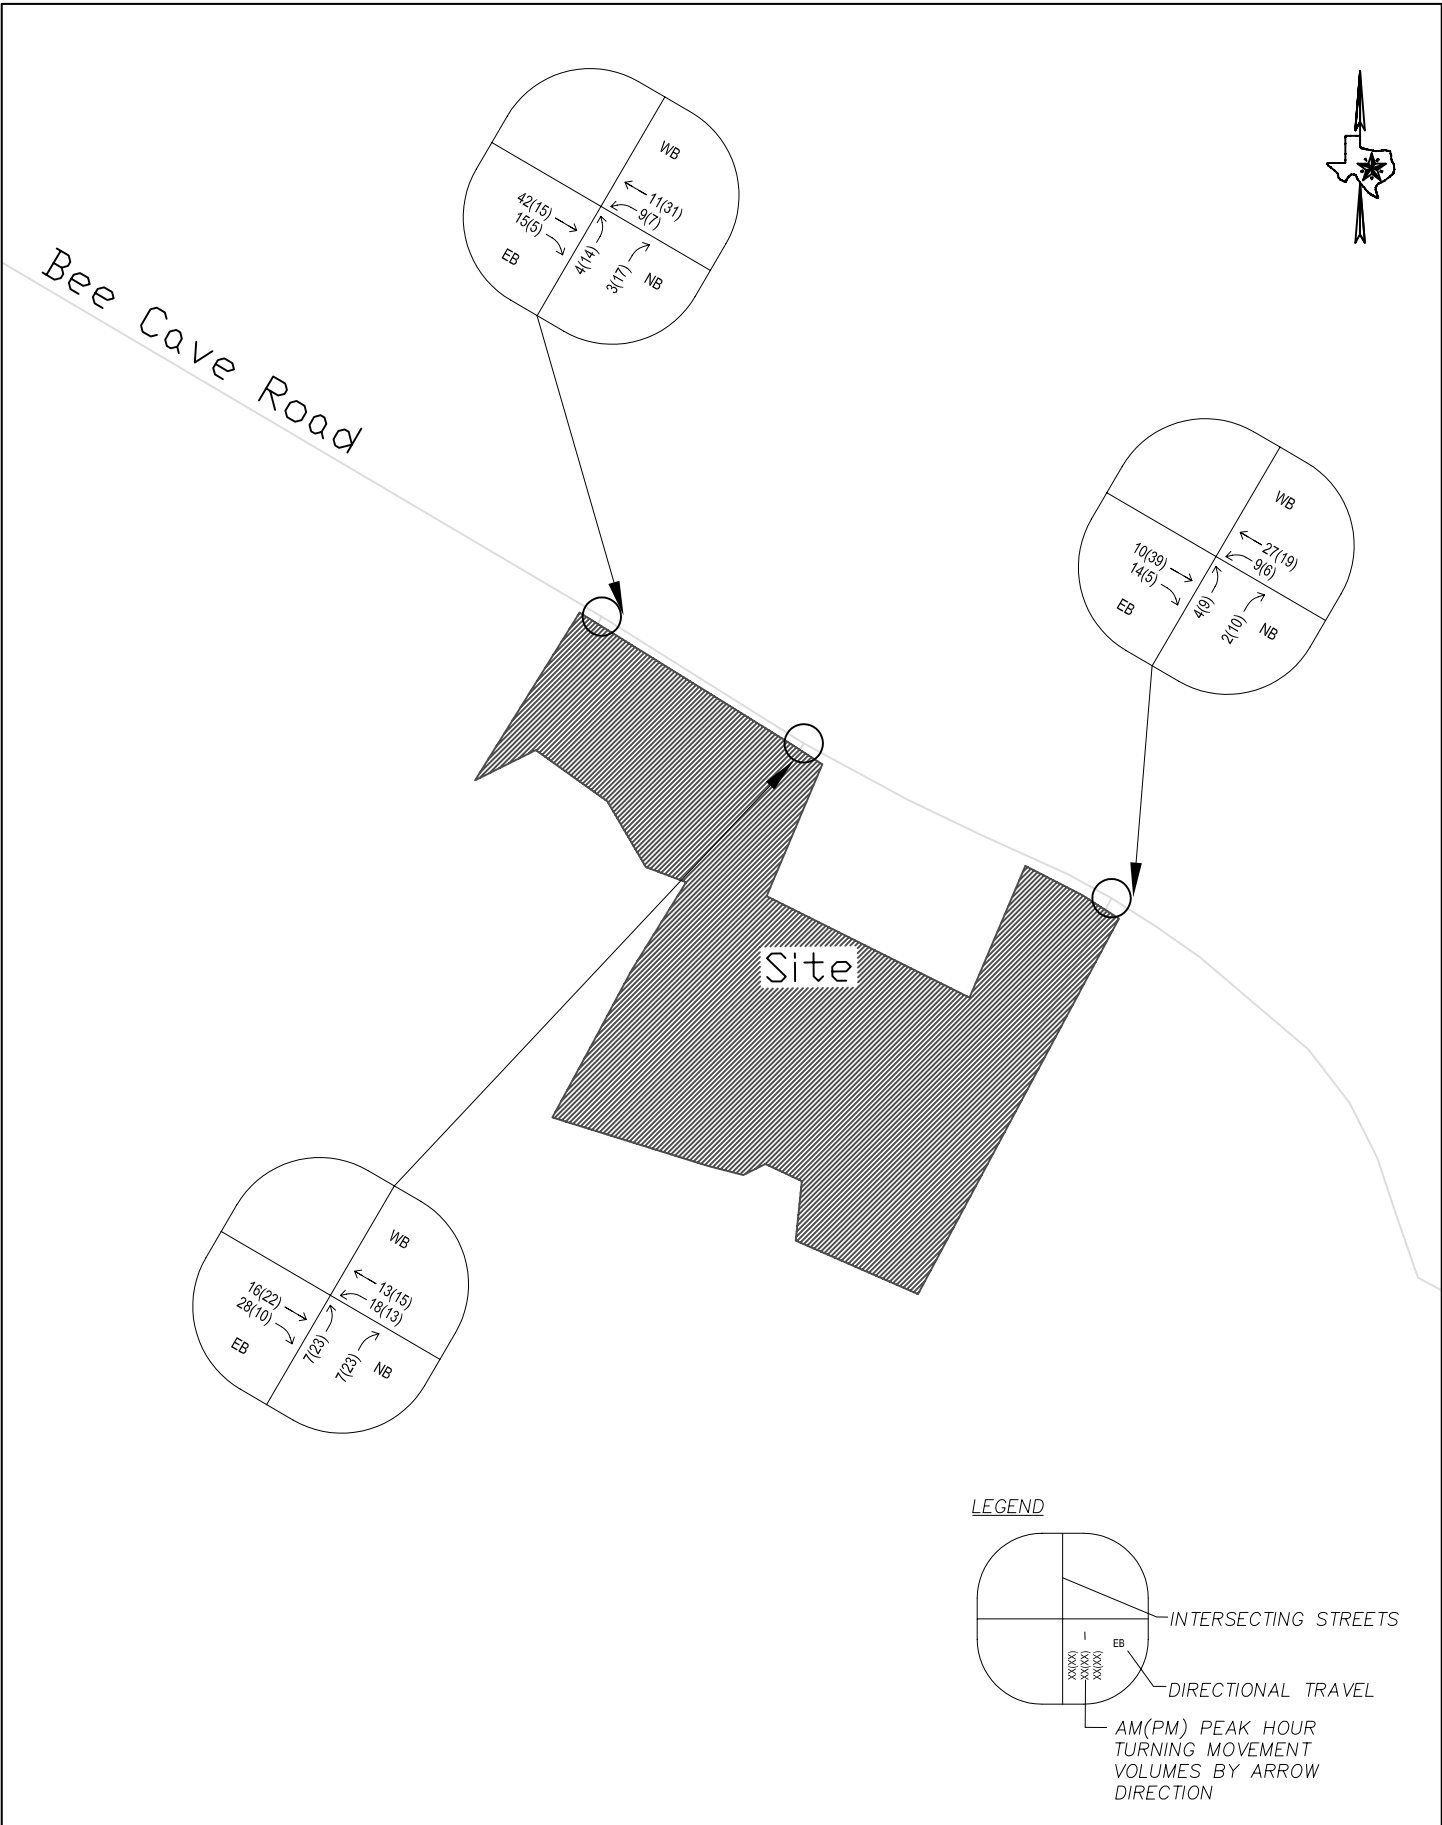 WB
11(31)
9(7)
42(15)
15(5)
EB
4(14)
3(17)
NB
Bee Cave Road
WB
27(19)
9(6)
10(39)
14(5)
EB
4(9)
2(10)
NB
Site
WB
13(15)
18(13)
16(22)
28(10)
EB
7(23)
7(23)
NB
LEGEND
INTERSECTING STREETS
EB
XX(XX)
XX(XX)
XX(XX)
DIRECTIONAL TRAVEL
AM(PM) PEAK HOUR
TURNING MOVEMENT
VOLUMES BY ARROW
DIRECTION